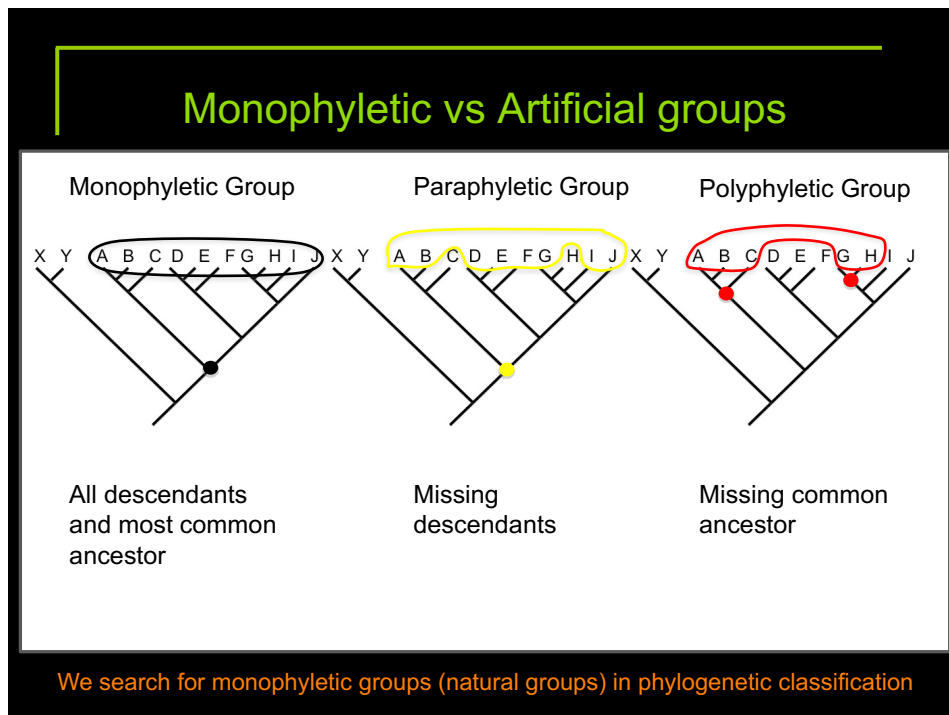 Monophyletic vs Artificial groups
Monophyletic Group
Paraphyletic Group
Polyphyletic Group
X Y A B C D E F G H I J X Y A B C D E F G H I J X Y A B C D E F G H I J
All descendants
and most common
ancestor
Missing
descendants
Missing common
ancestor
We search for monophyletic groups (natural groups) in phylogenetic classification